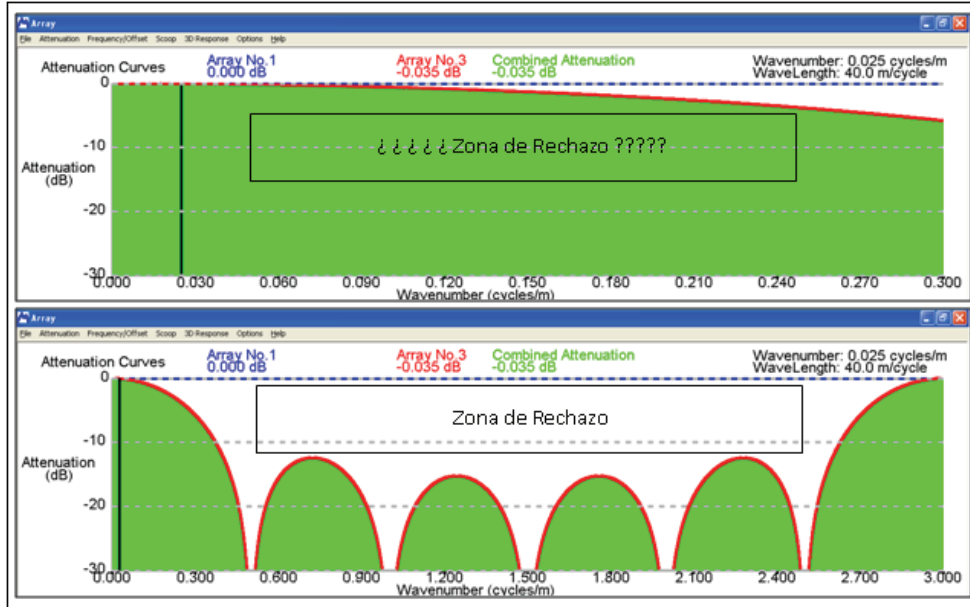 Array
File Attenuation Frequency/Offset Scoop 3D Response Options Help
Attenuation Curves
Array No.1
0.000 dB
Array No.3
-0.035 dB
Combined Attenuation
-0.035 dB
Wavenumber: 0.025 cycles/m
WaveLength: 40.0 m/cycle
0
-10
-20
-30
Attenuation
(dB)
¿ ¿ ¿ ¿ ¿ Zona de Rechazo ?????
0.000 0.030 0.060 0.090 0.120 0.150 0.180 0.210 0.240 0.270 0.300
Wavenumber (cycles/m)
Array
File Attenuation Frequency/Offset Scoop 3D Response Options Help
Attenuation Curves
Array No.1
0.000 dB
Array No.3
-0.035 dB
Combined Attenuation
-0.035 dB
Wavenumber: 0.025 cycles/m
WaveLength: 40.0 m/cycle
0
-10
-20
-30
Attenuation
(dB)
Zona de Rechazo
0.000 0.300 0.600 0.900 1.200 1.500 1.800 2.100 2.400 2.700 3.000
Wavenumber (cycles/m)